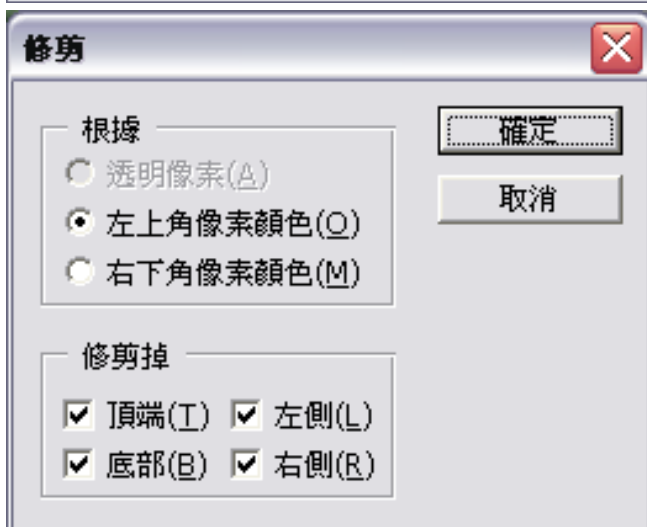 修剪
根據
透明像素(A)
左上角像素顏色(O)
右下角像素顏色(M)
確定
取消
修剪掉
頂端(T) 左側(L)
底部(B) 右側(R)